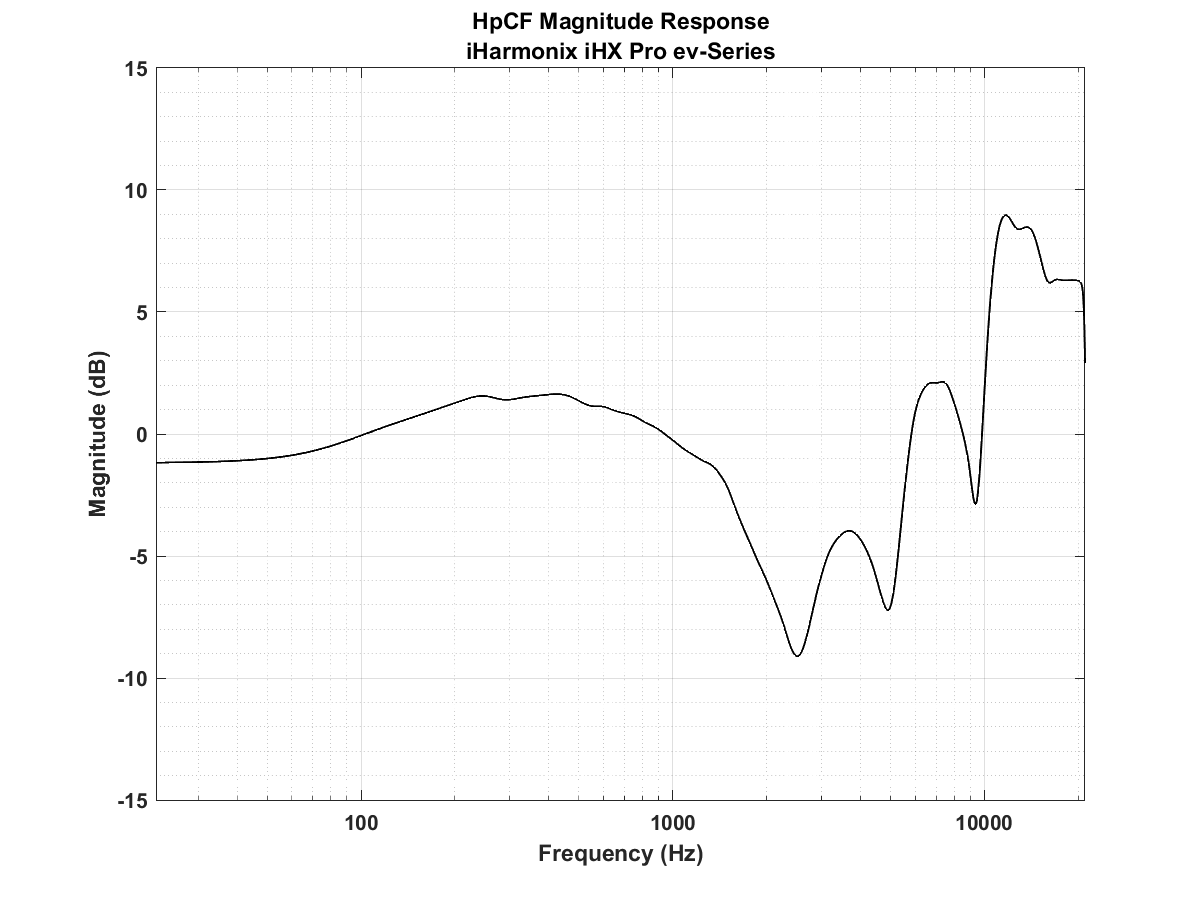 HpCF Magnitude Response
iHarmonix iHX Pro ev-Series
15
10
5
0
-5
-10
-15
Magnitude (dB)
100
1000
10000
Frequency (Hz)